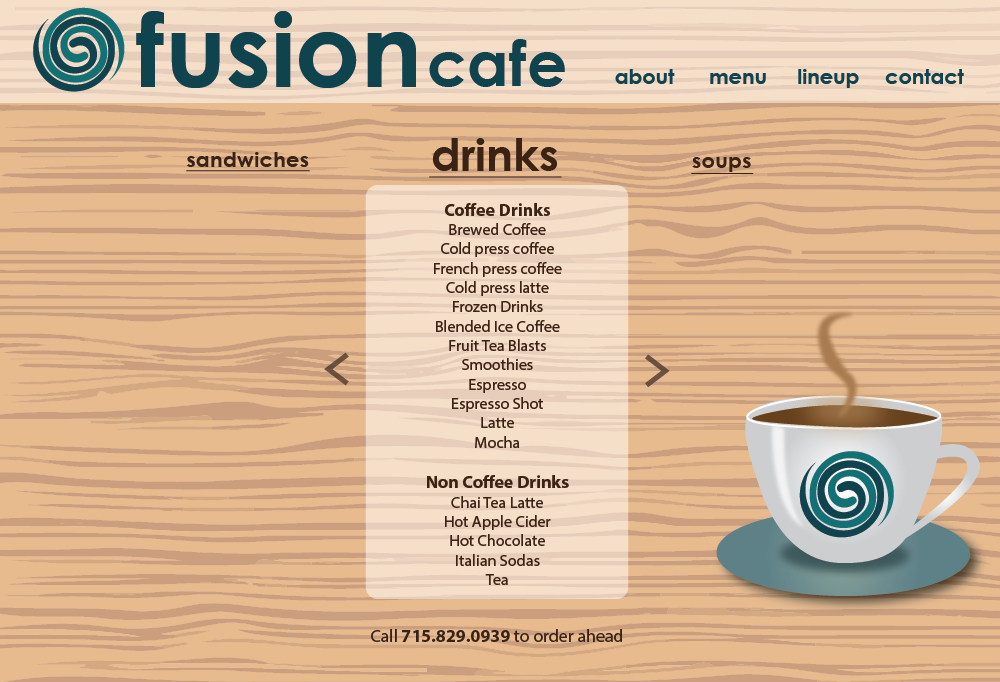 fusion cafe
about menu lineup contact
sandwiches
drinks
soups
Coffee Drinks
Brewed Coffee
Cold press coffee
French press coffee
Cold press latte
Frozen Drinks
Blended Ice Coffee
Fruit Tea Blasts
Smoothies
Espresso
Espresso Shot
Latte
Mocha
Non Coffee Drinks
Chai Tea Latte
Hot Apple Cider
Hot Chocolate
Italian Sodas
Tea
Call 715.829.0939 to order ahead